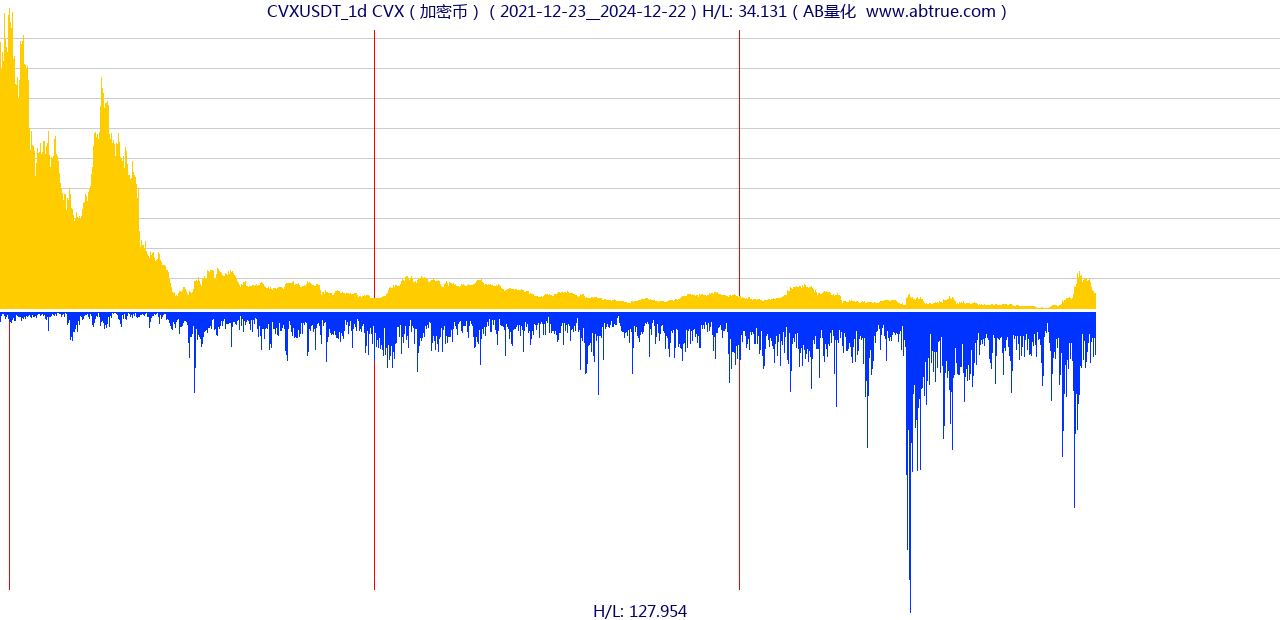 CVXUSDT_1d CVX（加密币）（2021-12-23__2024-12-22）H/L: 34.131（AB量化  www.abtrue.com）
H/L: 127.954